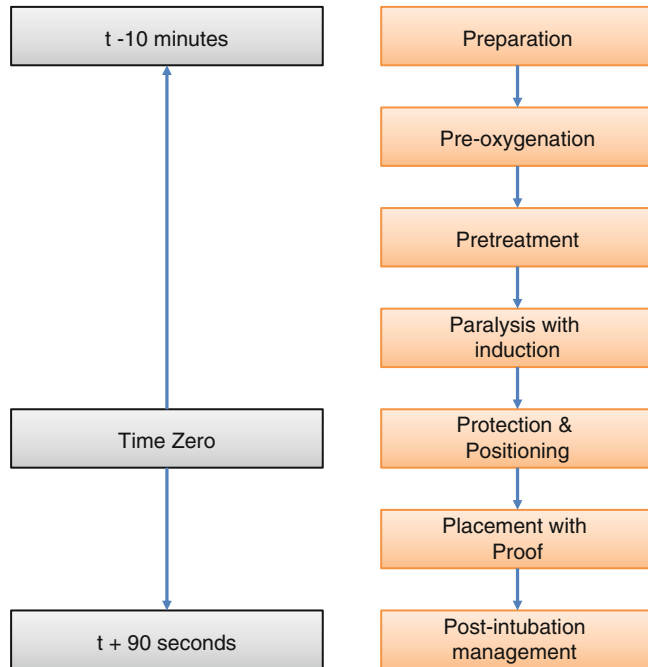 t -10 minutes
Time Zero
t + 90 seconds
Preparation
Pre-oxygenation
Pretreatment
Paralysis with
induction
Protection &
Positioning
Placement with
Proof
Post-intubation
management